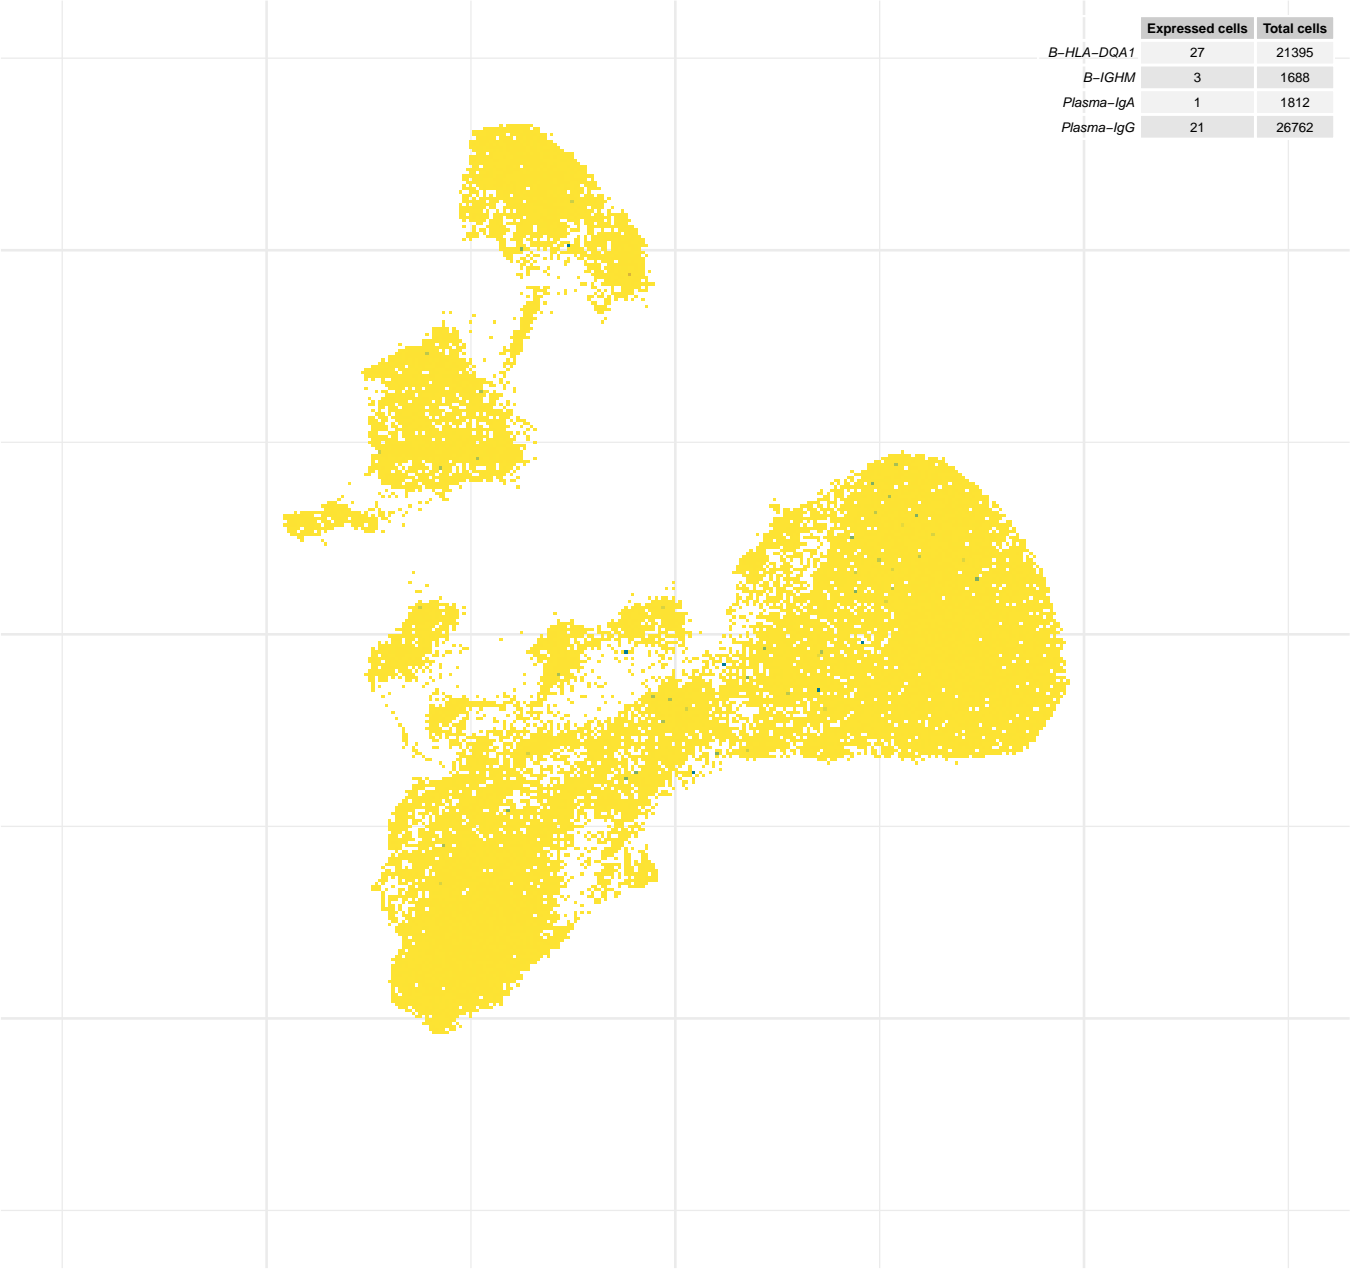 Expressed cells Total cells
B−HLA−DQA1 27 21395
B−IGHM 3 1688
Plasma−IgA 1 1812
Plasma−IgG 21 26762